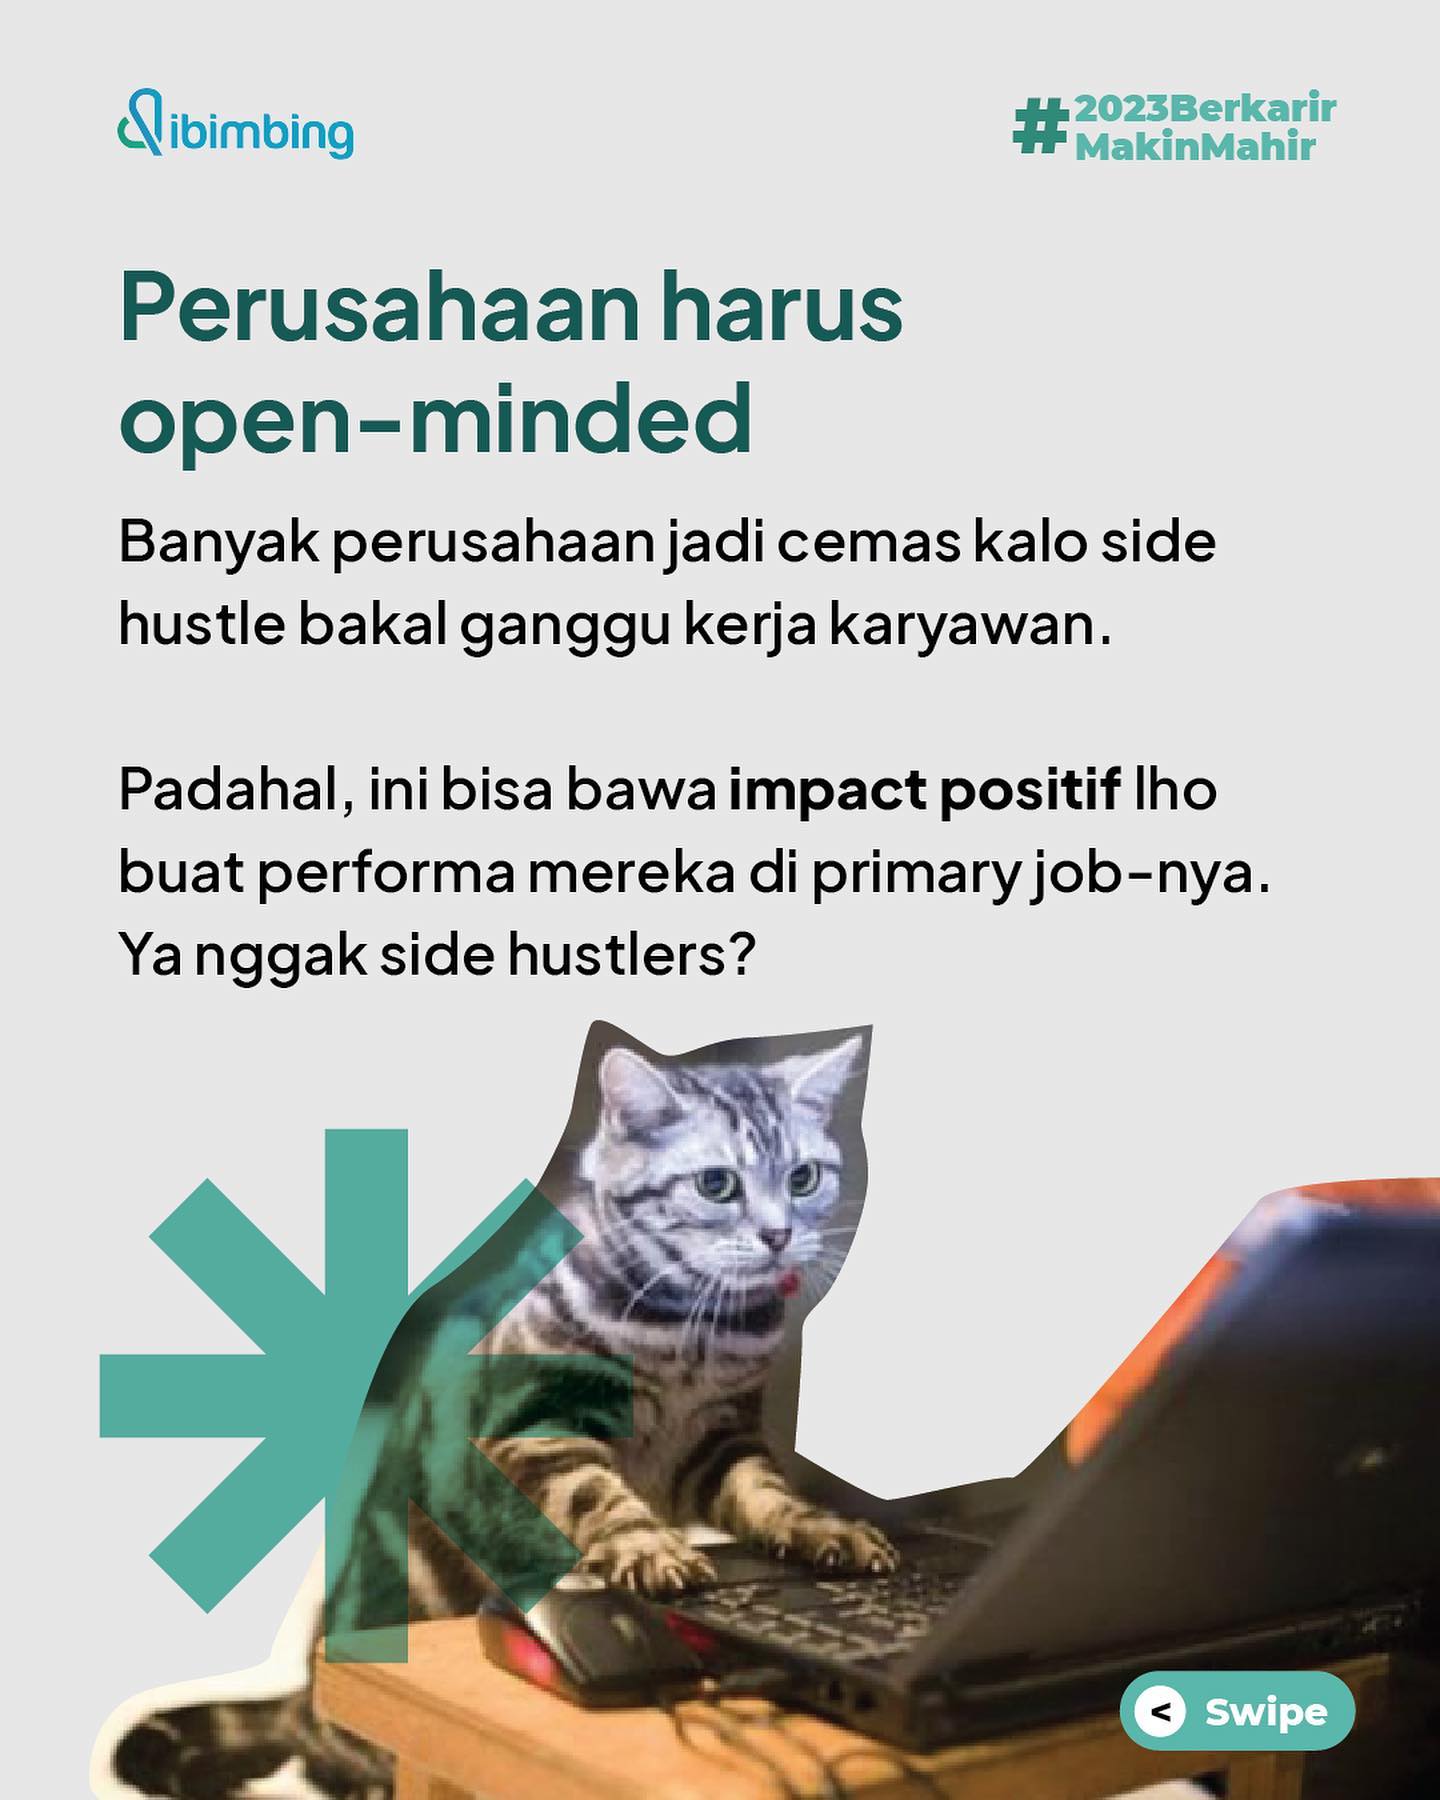 ibimbing
#2023Berkarir
MakinMahir
Perusahaan harus
open-minded
Banyak perusahaan jadi cemas kalo side
hustle bakal ganggu kerja karyawan.
Padahal, ini bisa bawa impact positif lho
buat performa mereka di primary job-nya.
Ya nggak side hustlers?
< Swipe